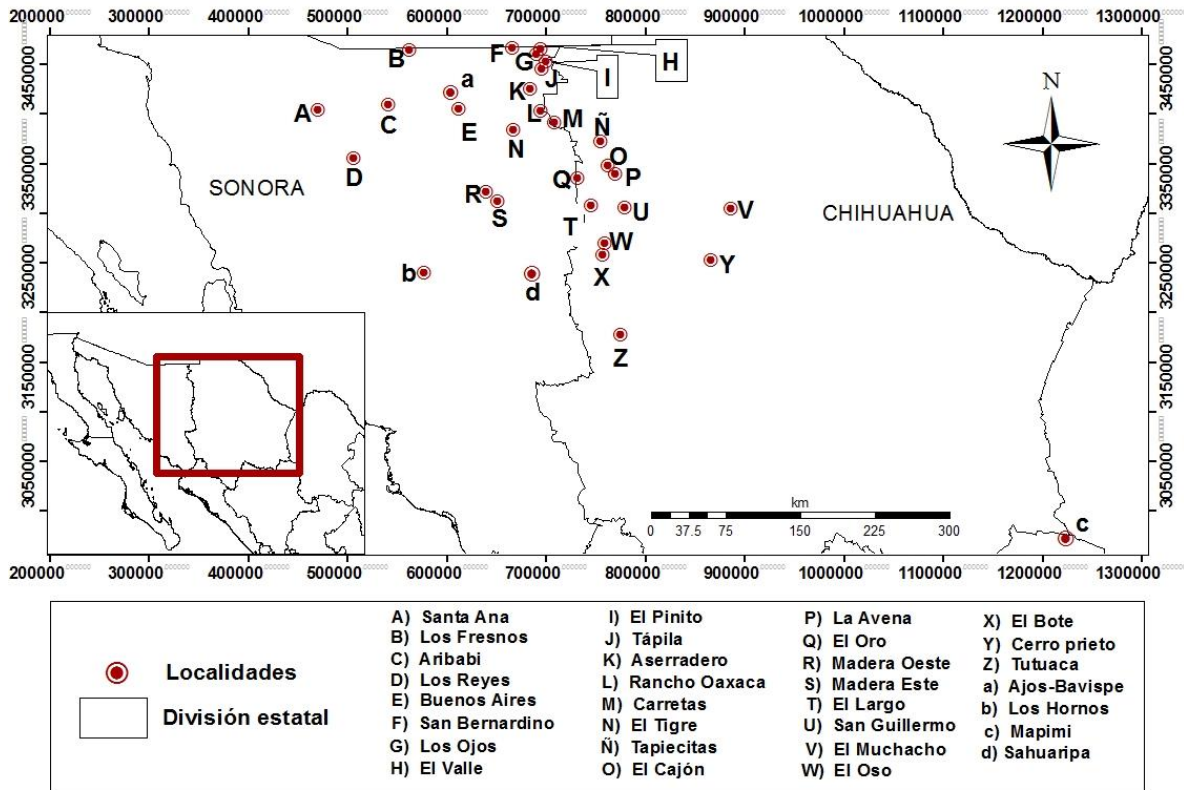 200000 300000 400000 500000 600000 700000 800000 900000 1000000 1100000 1200000 1300000
3450000 3350000 3250000 3150000 3050000
3450000 3350000 3250000 3150000 3050000
N
SONORA
CHIHUAHUA
B
F
G
H
I
J
a
K
A
C
E
L
M
Ñ
N
D
O
P
Q
R
S
T
U
V
W
X
Y
b
d
Z
c
km
0 37.5 75 150 225 300
200000 300000 400000 500000 600000 700000 800000 900000 1000000 1100000 1200000 1300000
Localidades
División estatal
A) Santa Ana
B) Los Fresnos
C) Aribabi
D) Los Reyes
E) Buenos Aires
F) San Bernardino
G) Los Ojos
H) El Valle
I) El Pinito
J) Tápila
K) Aserradero
L) Rancho Oaxaca
M) Carretas
N) El Tigre
Ñ) Tapiecitas
O) El Cajón
P) La Avena
Q) El Oro
R) Madera Oeste
S) Madera Este
T) El Largo
U) San Guillermo
V) El Muchacho
W) El Oso
X) El Bote
Y) Cerro prieto
Z) Tutuaca
a) Ajos-Bavispe
b) Los Hornos
c) Mapimi
d) Sahuaripa